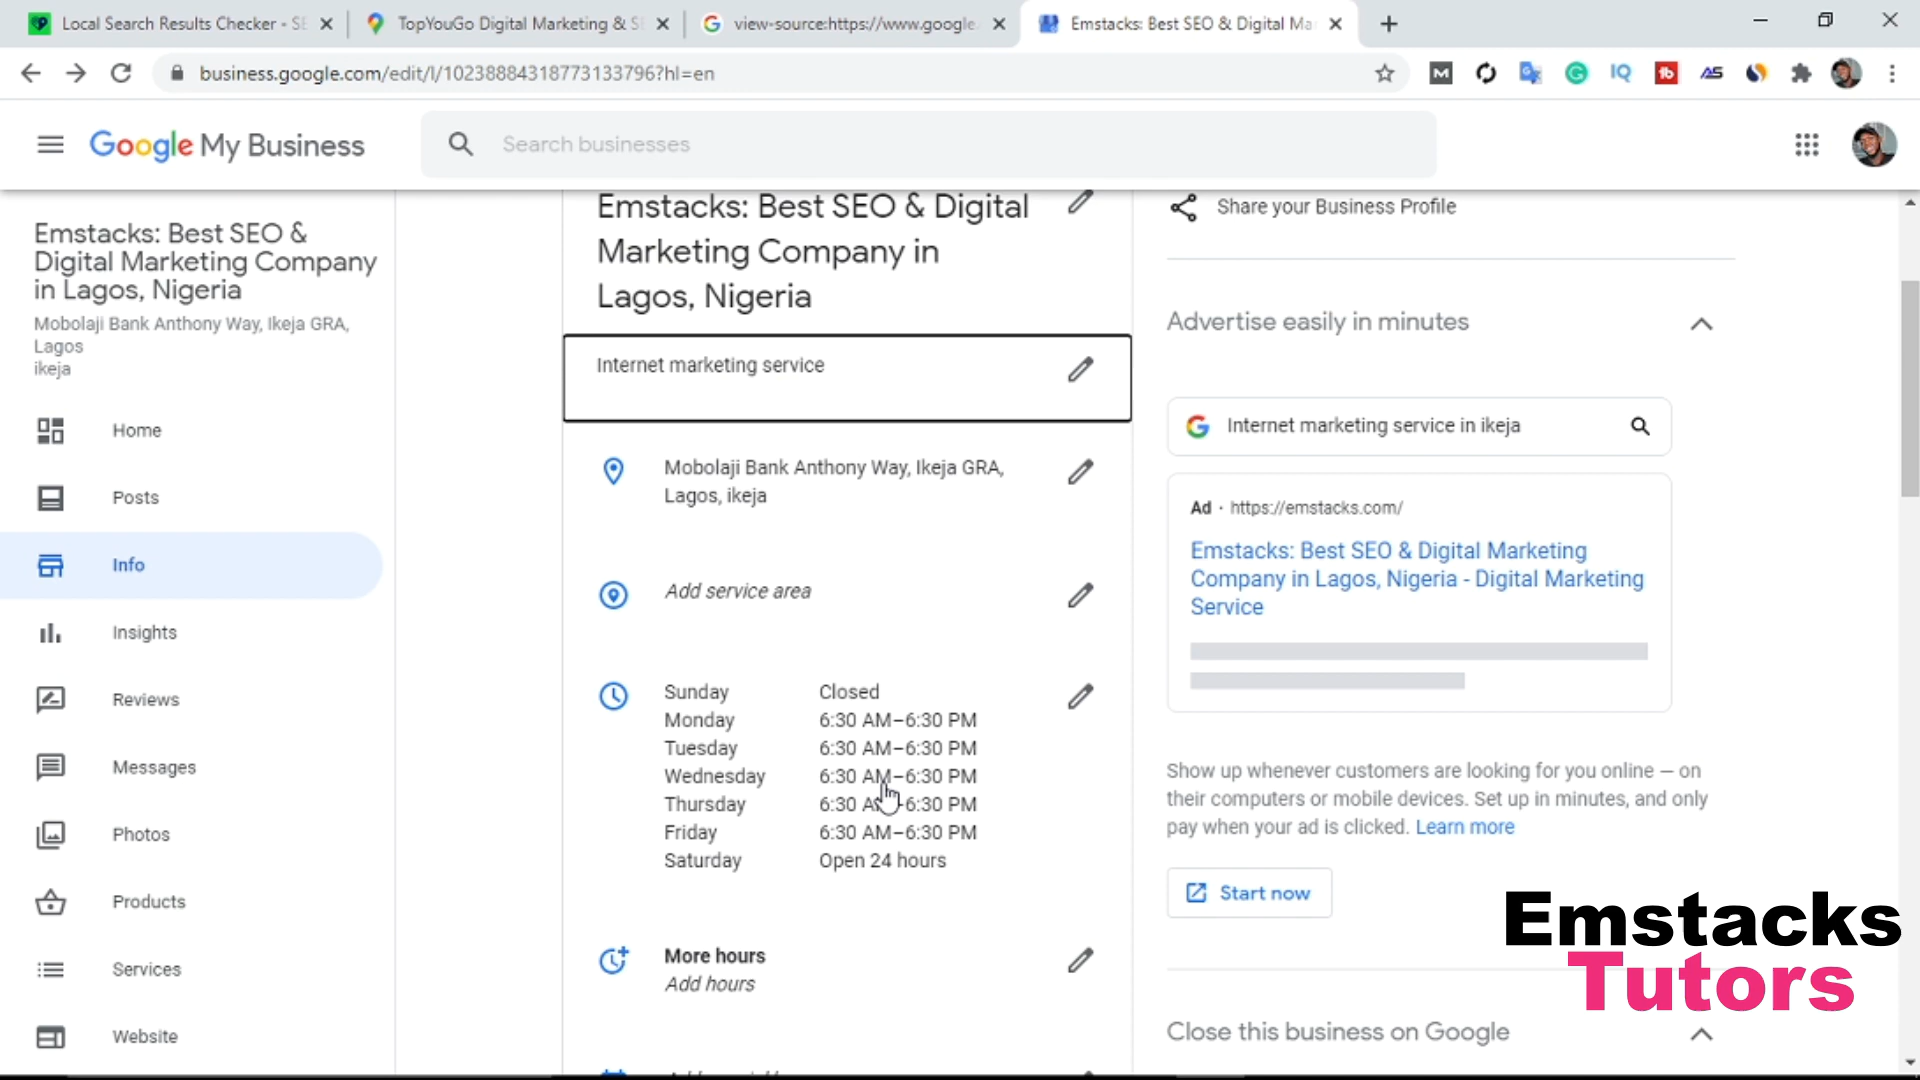 Local Search Results Checker - SE
TopYouGo Digital Marketing & S
view-source:https://www.google.
Emstacks: Best SEO & Digital Mar
business.google.com/edit/l/10238884318773133796?hl=en
Google My Business
Search businesses
Emstacks: Best SEO &
Digital Marketing Company
in Lagos, Nigeria
Mobolaji Bank Anthony Way, Ikeja GRA,
Lagos
ikeja
Home
Posts
Info
Insights
Reviews
Messages
Photos
Products
Services
Website
Emstacks: Best SEO & Digital
Marketing Company in
Lagos, Nigeria
Internet marketing service
Mobolaji Bank Anthony Way, Ikeja GRA,
Lagos, ikeja
Add service area
Sunday Closed
Monday 6:30 AM–6:30 PM
Tuesday 6:30 AM–6:30 PM
Wednesday 6:30 AM–6:30 PM
Thursday 6:30 AM–6:30 PM
Friday 6:30 AM–6:30 PM
Saturday Open 24 hours
More hours
Add hours
Share your Business Profile
Advertise easily in minutes
Internet marketing service in ikeja
Ad · https://emstacks.com/
Emstacks: Best SEO & Digital Marketing
Company in Lagos, Nigeria - Digital Marketing
Service
Show up whenever customers are looking for you online — on
their computers or mobile devices. Set up in minutes, and only
pay when your ad is clicked. Learn more
Start now
Close this business on Google
Emstacks
Tutors